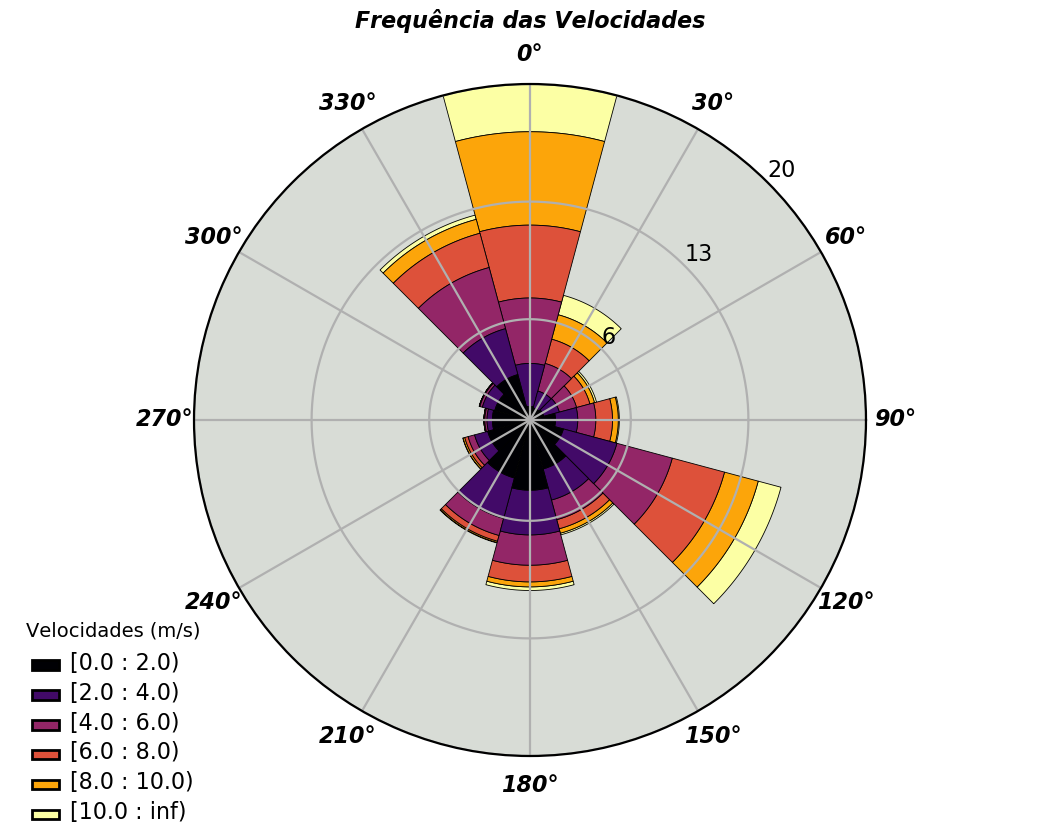 Frequência das Velocidades
0°
330°
30°
20
300°
60°
13
6
270°
90°
240°
120°
210°
150°
180°
Velocidades (m/s)
[0.0 : 2.0)
[2.0 : 4.0)
[4.0 : 6.0)
[6.0 : 8.0)
[8.0 : 10.0)
[10.0 : inf)